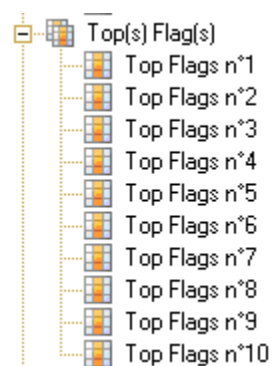 Top(s) Flag(s)
Top Flags n°1
Top Flags n°2
Top Flags n°3
Top Flags n°4
Top Flags n°5
Top Flags n°6
Top Flags n°7
Top Flags n°8
Top Flags n°9
Top Flags n°10